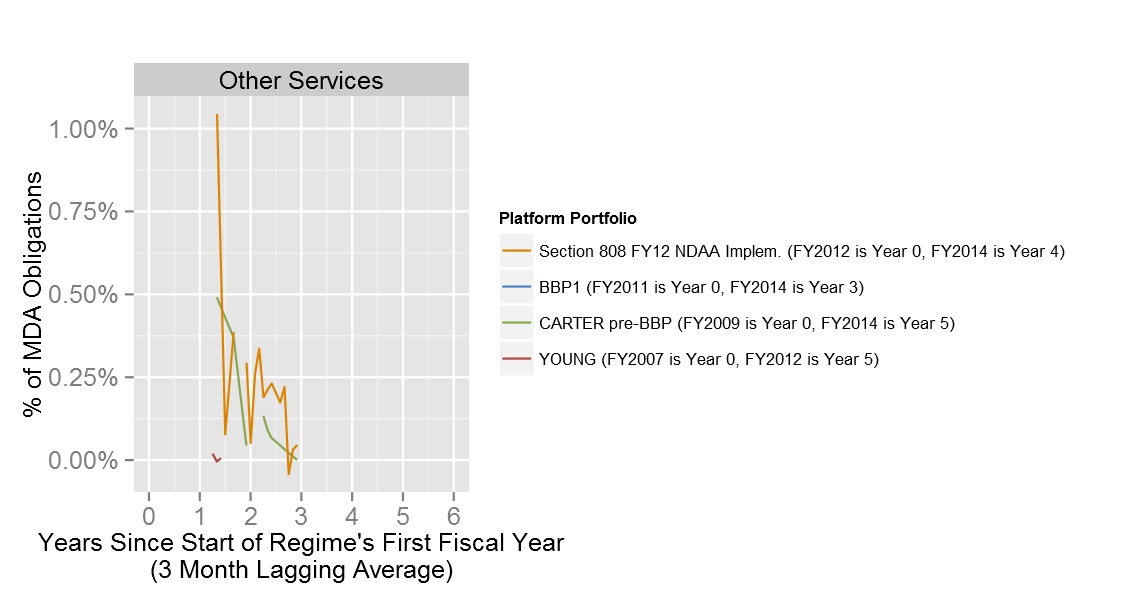 Other Services
1.00%
0.75%
0.50%
0.25%
0.00%
% of MDA Obligations
0 1 2 3 4 5 6
Years Since Start of Regime's First Fiscal Year
(3 Month Lagging Average)
Platform Portfolio
Section 808 FY12 NDAA Implem. (FY2012 is Year 0, FY2014 is Year 4)
BBP1 (FY2011 is Year 0, FY2014 is Year 3)
CARTER pre-BBP (FY2009 is Year 0, FY2014 is Year 5)
YOUNG (FY2007 is Year 0, FY2012 is Year 5)